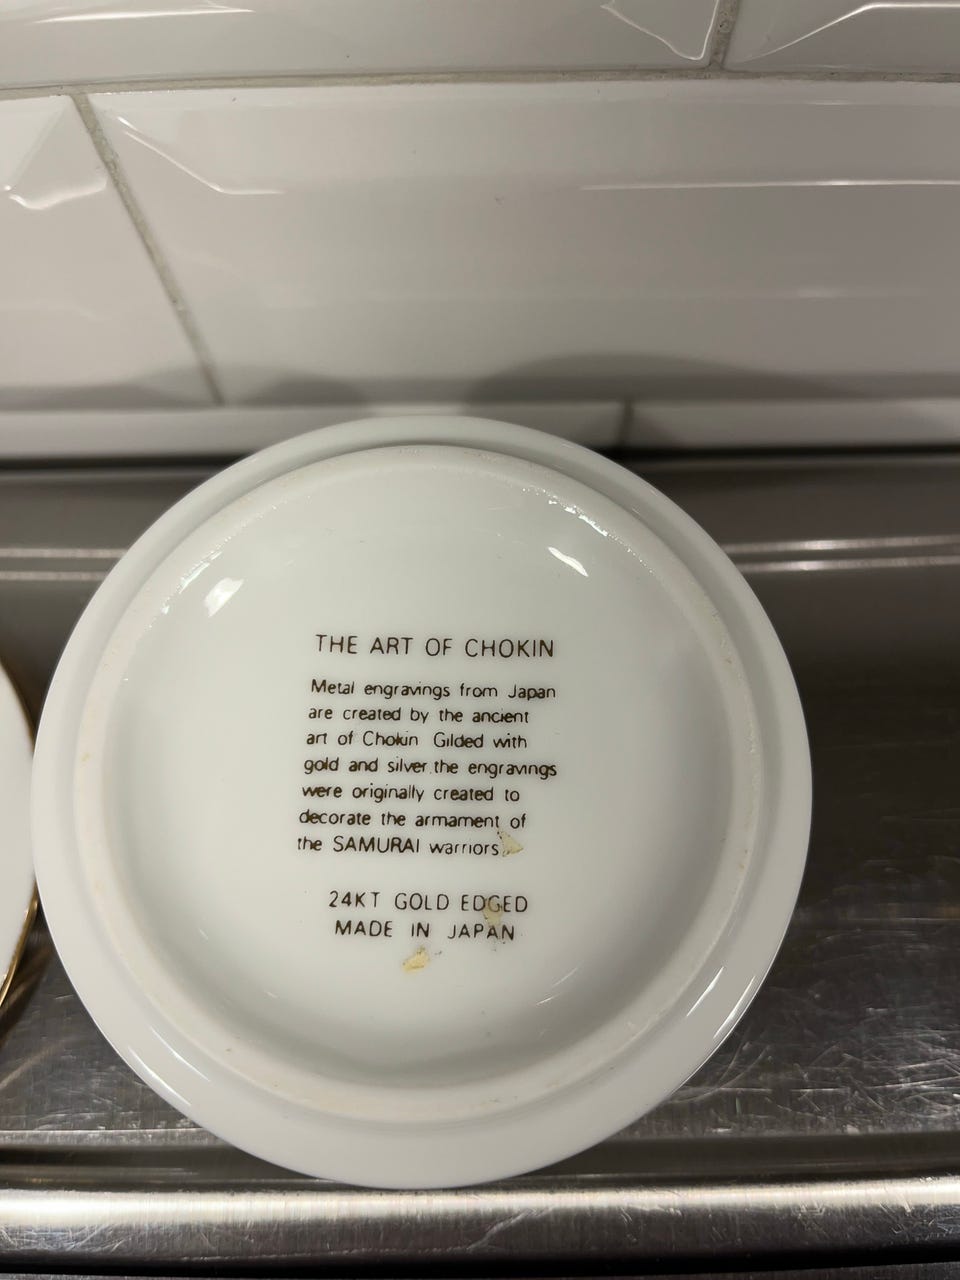 THE ART OF CHOKIN
Metal engravings from Japan
are created by the ancient
art of Chokin Gilded with
gold and silver.the engravings
were originally created to
decorate the armament of
the SAMURAI warriors
24KT GOLD EDGED
MADE IN JAPAN